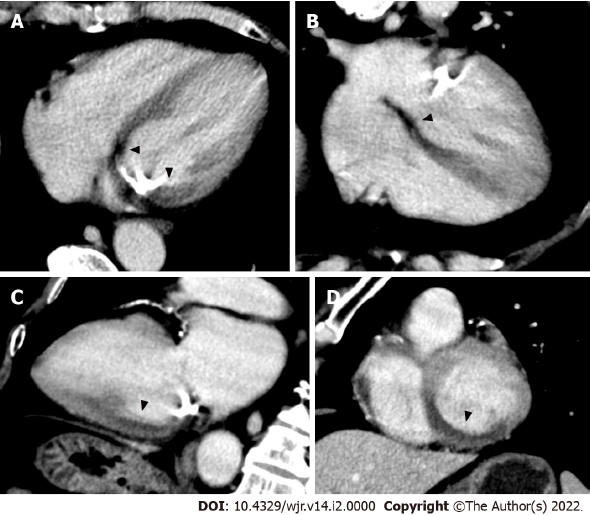 A
B
C
D
DOI: 10.4329/wjr.v14.i2.0000 Copyright ©The Author(s) 2022.